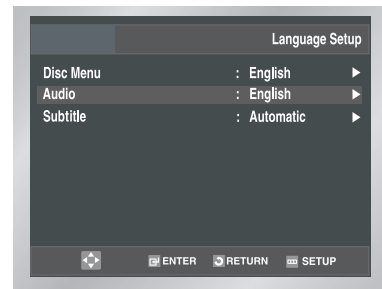 Language Setup
Disc Menu : English ▶
Audio : English ▶
Subtitle : Automatic ▶
ENTER RETURN SETUP